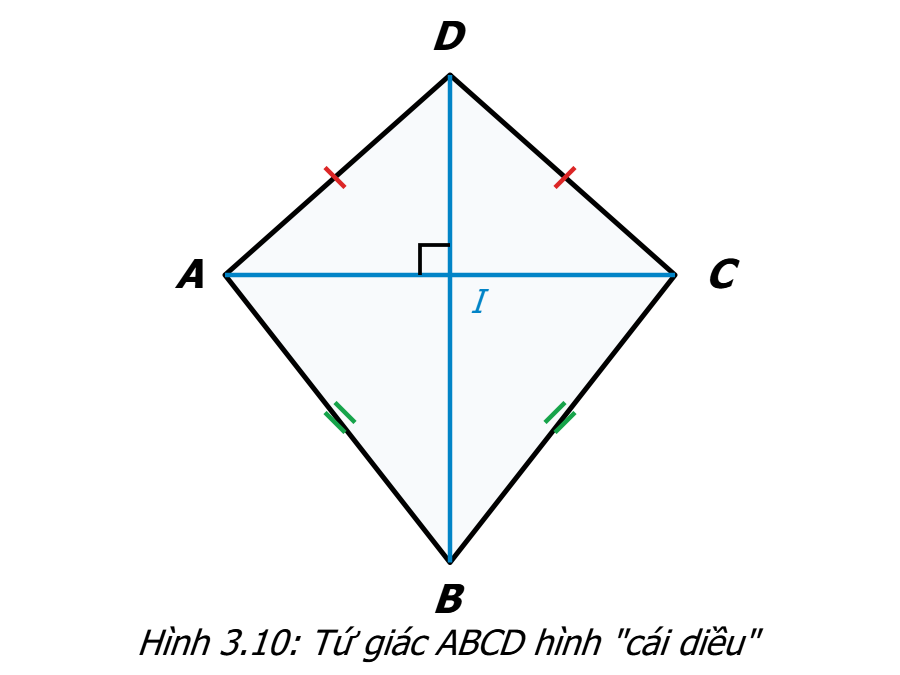 D
A
C
I
B
Hình 3.10: Tứ giác ABCD hình "cái diều"